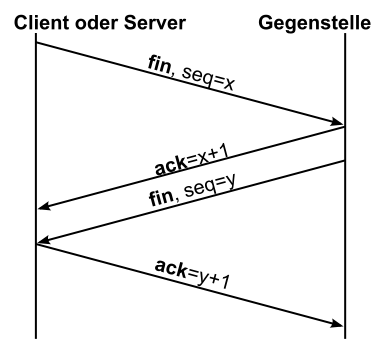 Client oder Server Gegenstelle
fin, seq=x
ack=x+1
fin, seq=y
ack=y+1